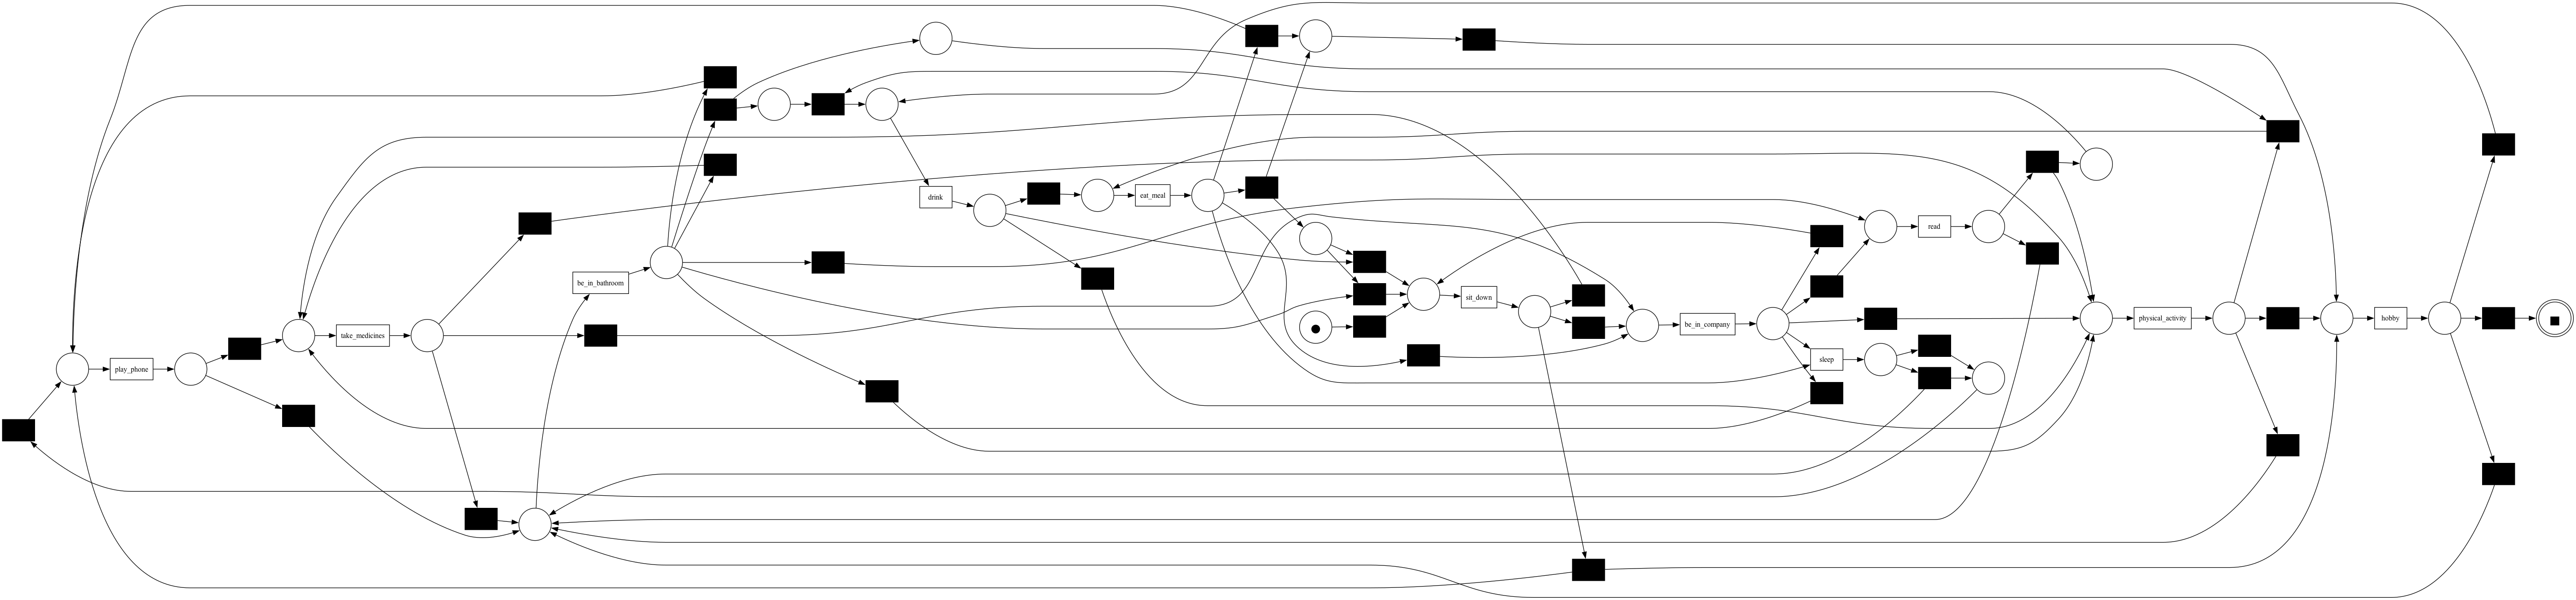 drink
eat_meal
read
be_in_bathroom
sit_down
physical_activity
hobby
be_in_company
take_medicines
sleep
play_phone